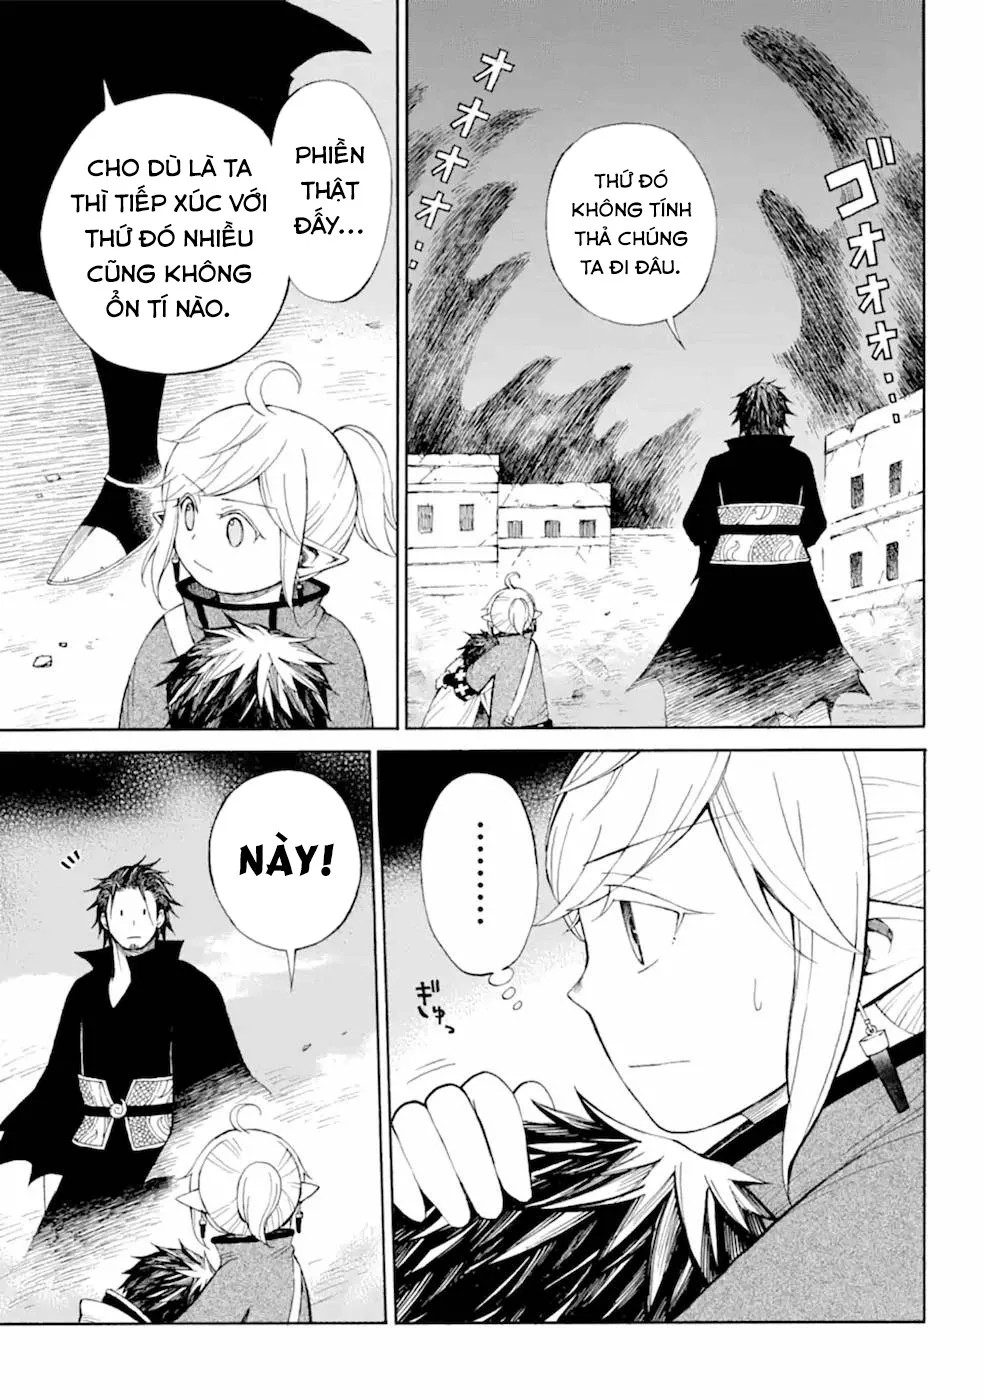 オオオオオ・・・
ゴオオオオ・・・
THỨ ĐÓ
KHÔNG TÍNH
THẢ CHÚNG
TA ĐI ĐÂU.
PHIỀN
THẬT
ĐẤY...
CHO DÙ LÀ TA
THÌ TIẾP XÚC VỚI
THỨ ĐÓ NHIỀU
CŨNG KHÔNG
ỔN TÍ NÀO.
.........
ぎゅっ
NÀY!